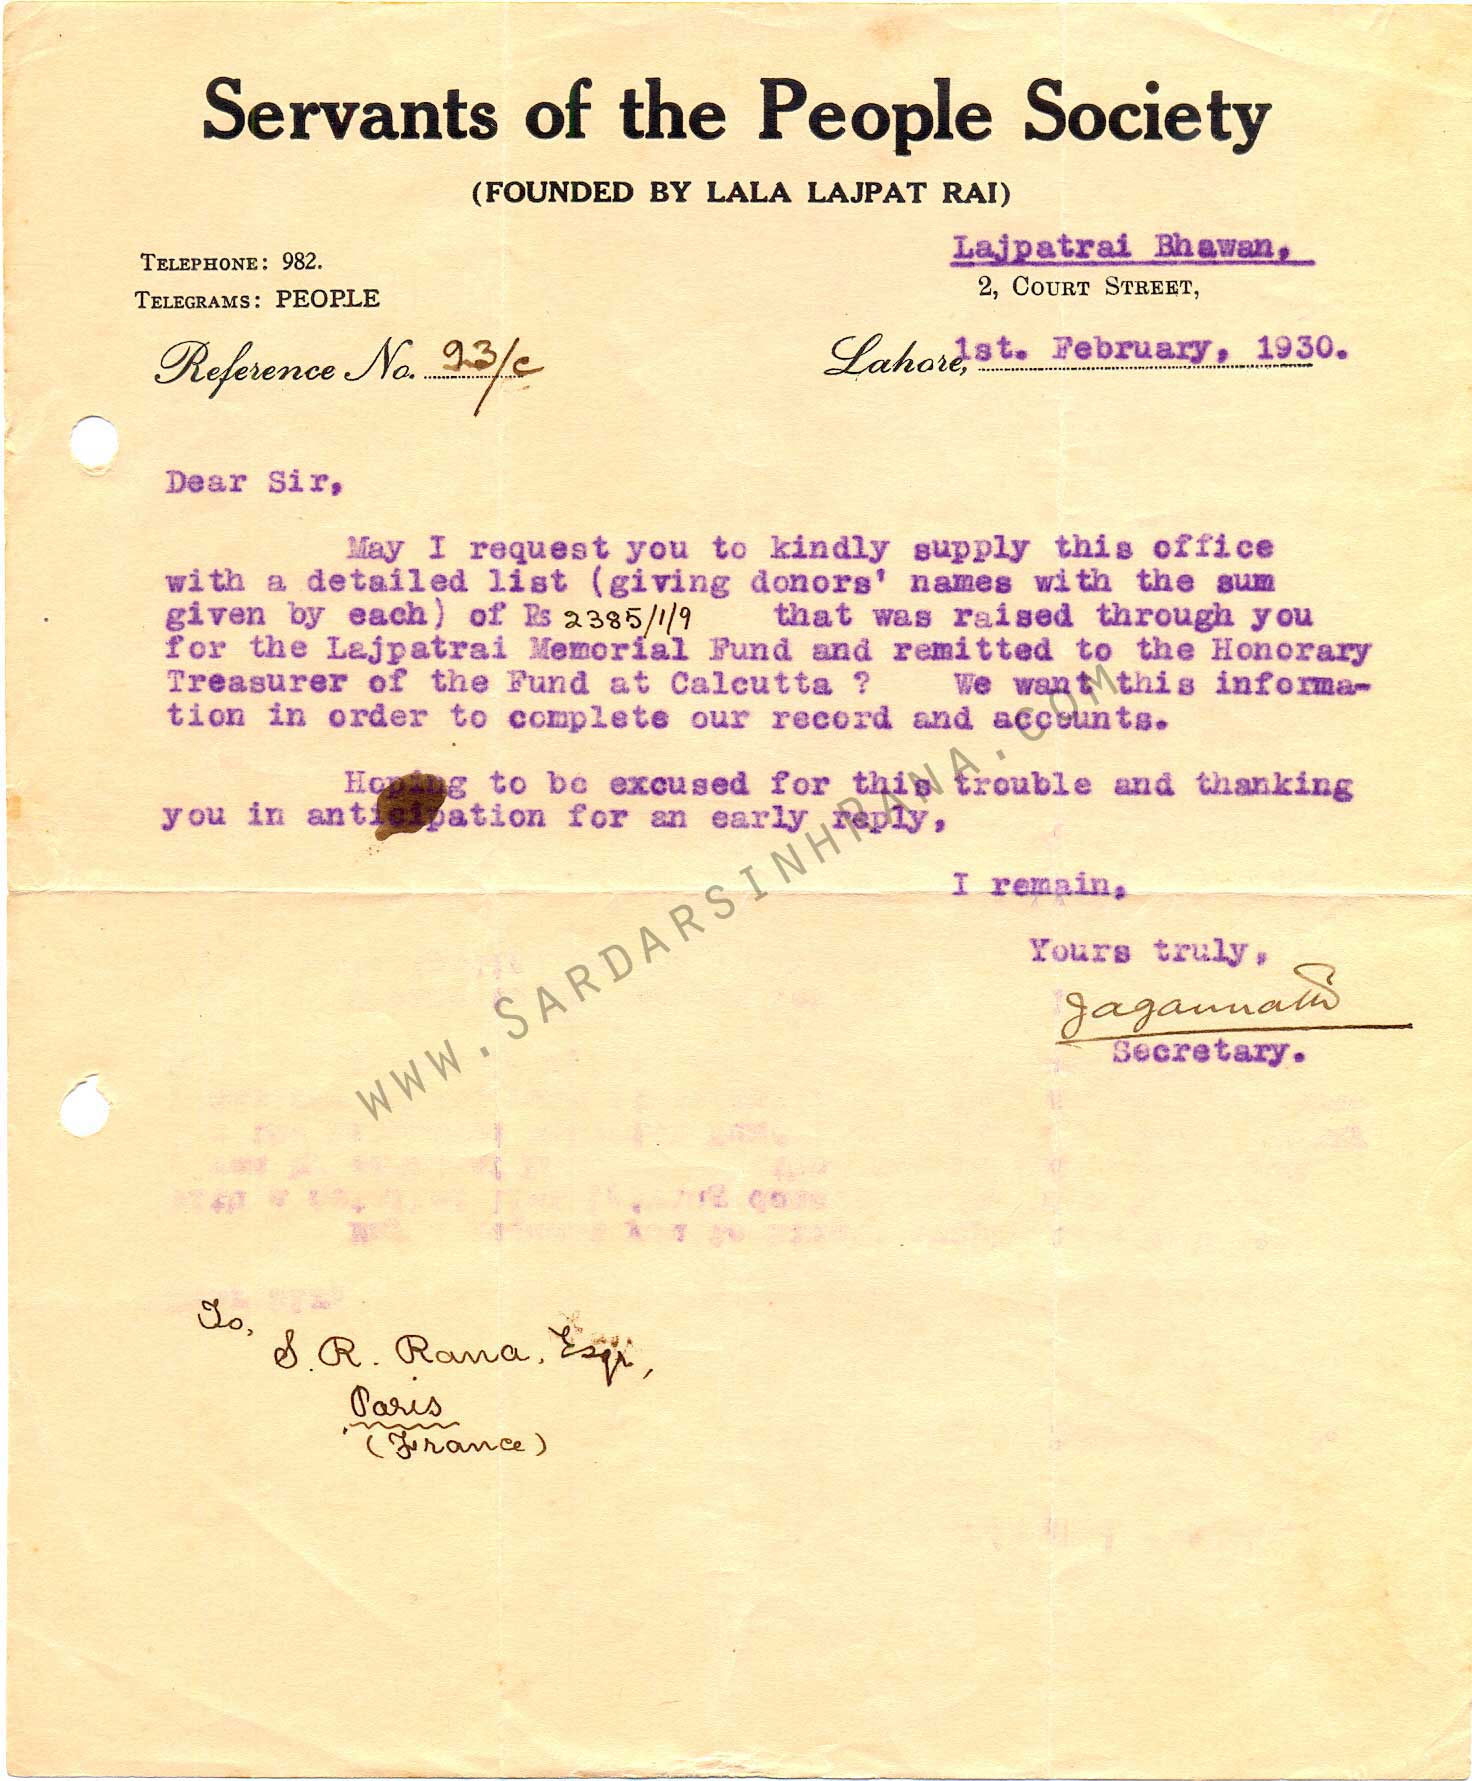 Servants of the People Society
(FOUNDED BY LALA LAJPAT RAI)
TELEPHONE: 982.
TELEGRAMS: PEOPLE
Lajpatrai Bhawan,
2, COURT STREET,
Reference No. 93/c
Lahore, 1st. February, 1930.
Dear Sir,
May I request you to kindly supply this office
with a detailed list (giving donors' names with the sum
given by each) of Rs 2385/1/9 that was raised through you
for the Lajpatrai Memorial Fund and remitted to the Honorary
Treasurer of the Fund at Calcutta ? We want this informa-
tion in order to complete our record and accounts.
Hoping to be excused for this trouble and thanking
you in anticipation for an early reply,
I remain,
Yours truly,
Jagannath
Secretary.
WWW.SARDARSINHRANA.COM
To,
S. R. Rana, Esqr,
Paris
(France)